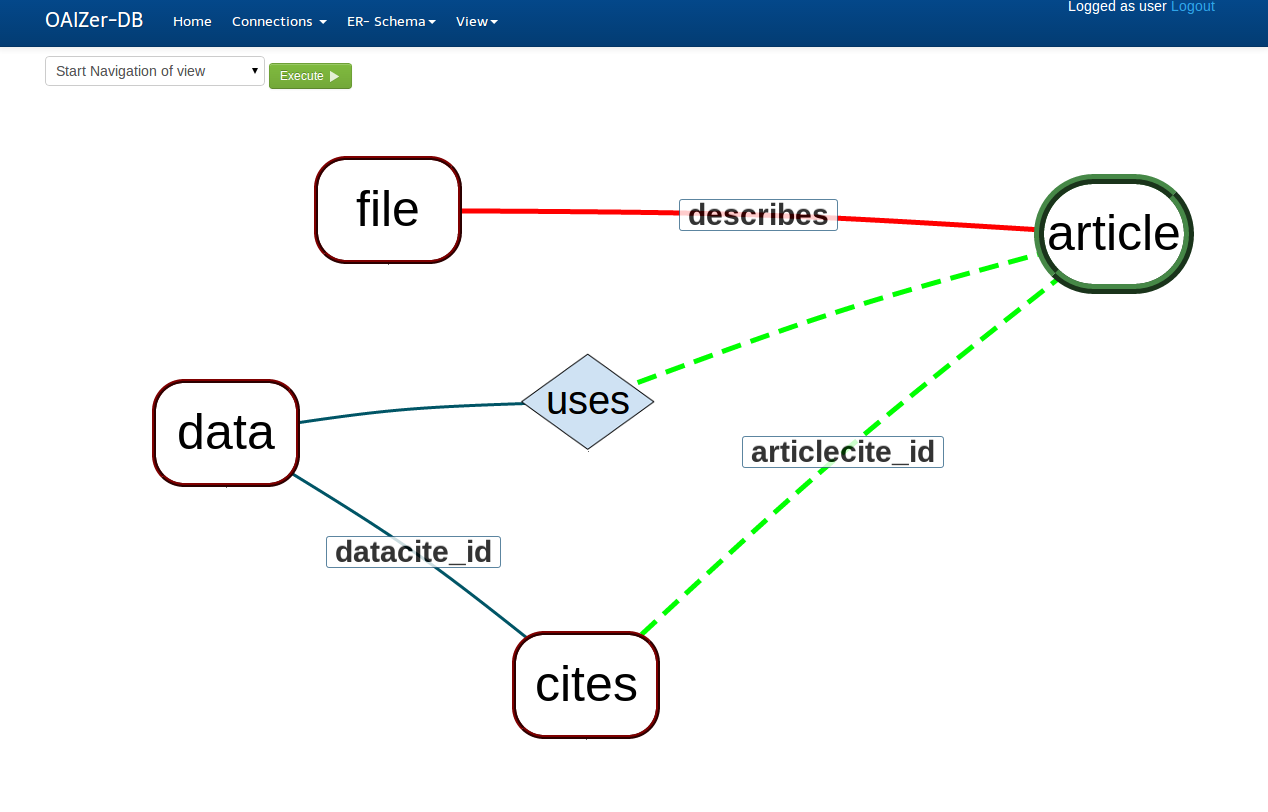 Logged as user Logout
OAIZer-DB Home Connections ER- Schema View
Start Navigation of view Execute
file
describes
article
uses
data
articlecite_id
datacite_id
cites